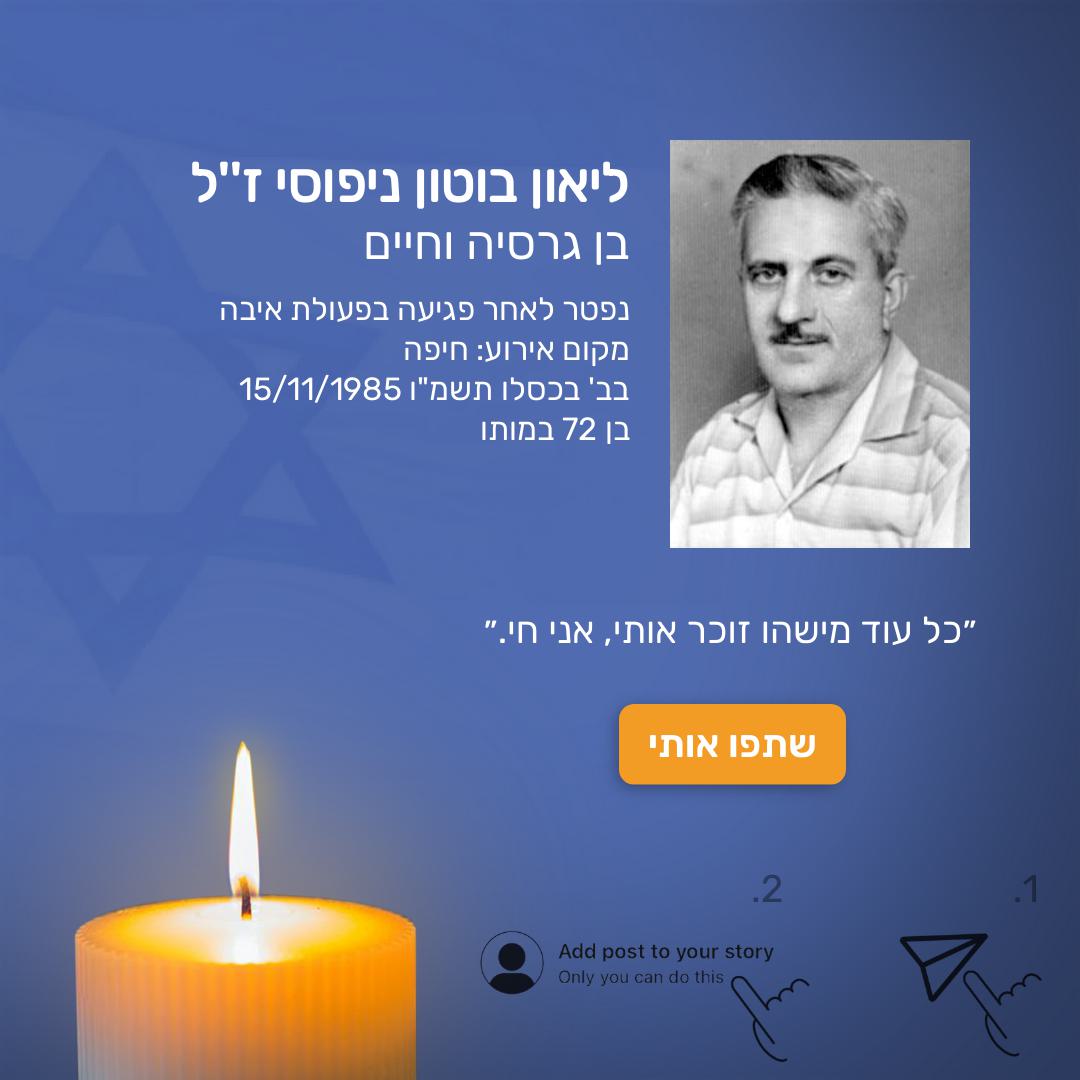 ליאון בוטון ניפוסי ז"ל
בן גרסיה וחיים
נפטר לאחר פגיעה בפעולת איבה
מקום אירוע: חיפה
בב' בכסלו תשמ"ו 15/11/1985
בן 72 במותו
״כל עוד מישהו זוכר אותי, אני חי.״
שתפו אותי
1.
2.
Add post to your story
Only you can do this